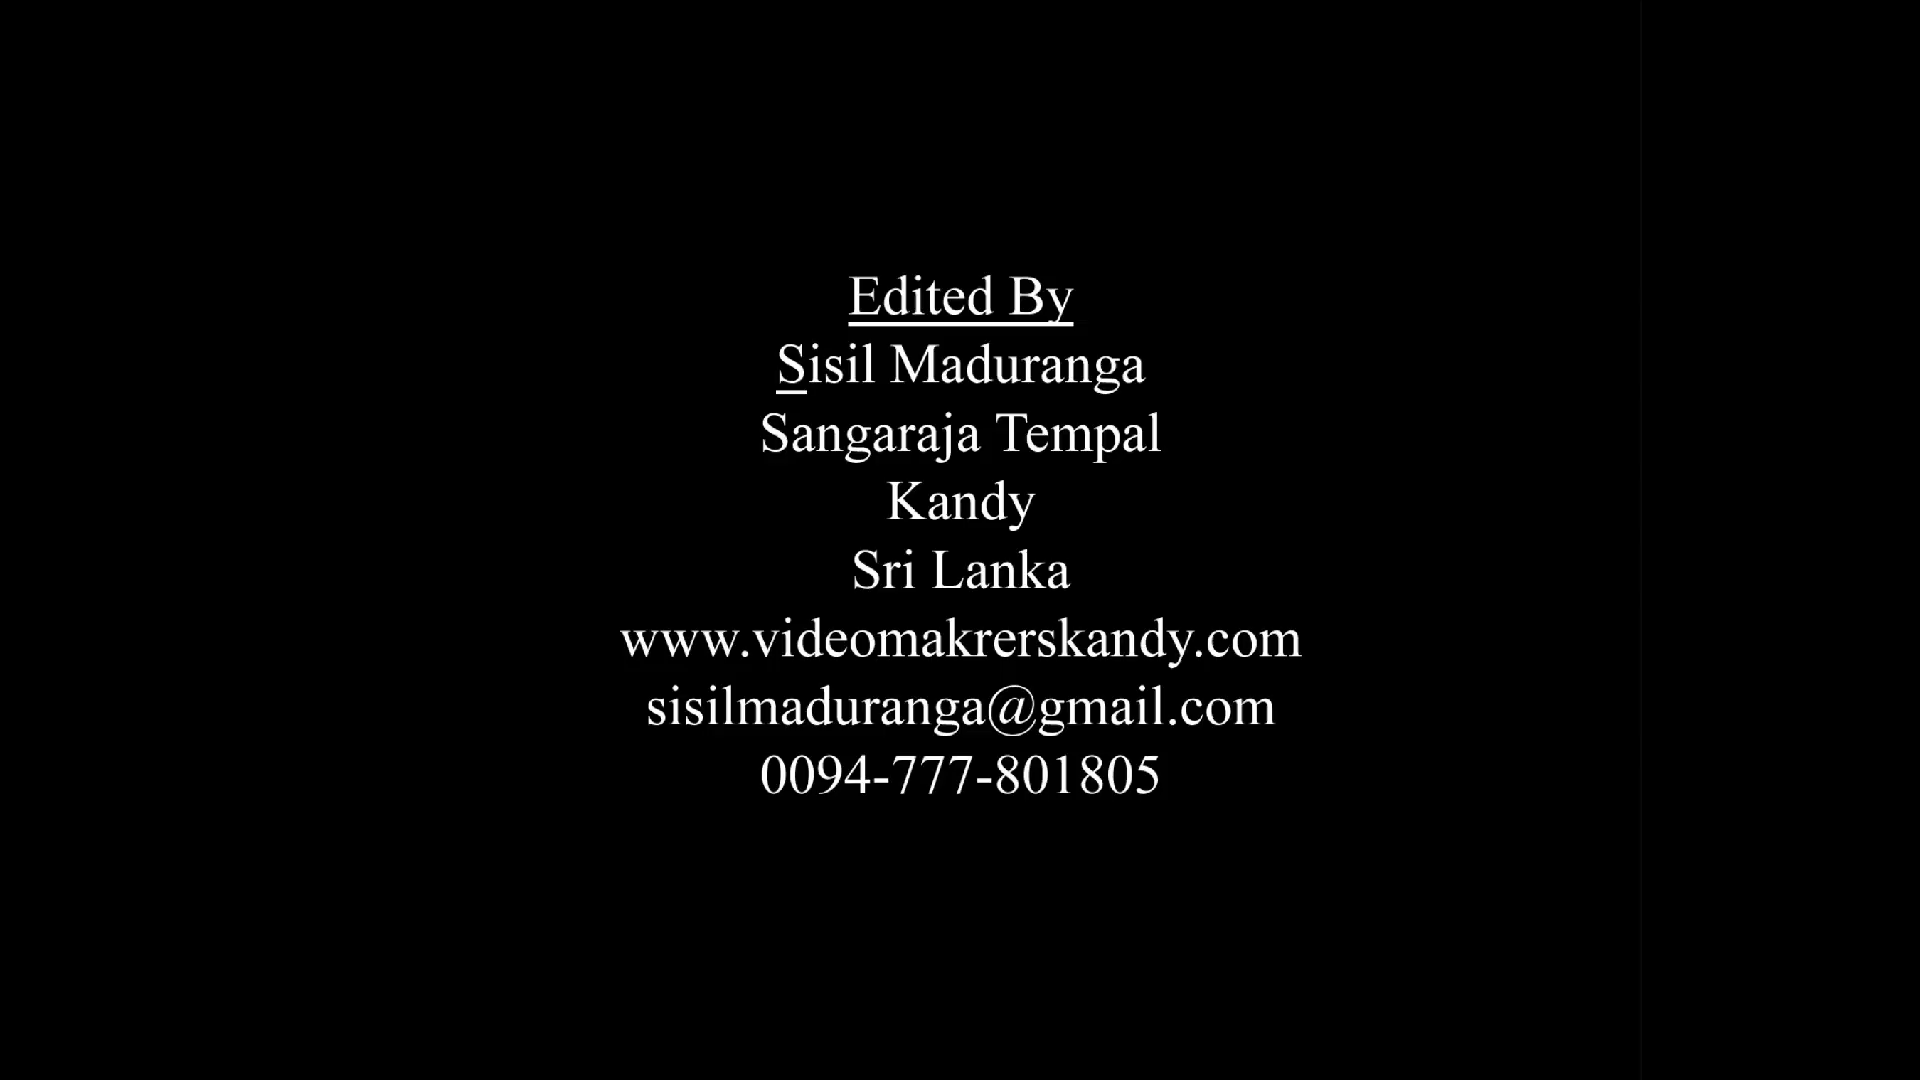 Edited By
Sisil Maduranga
Sangaraja Tempal
Kandy
Sri Lanka
www.videomakrerskandy.com
sisilmaduranga@gmail.com
0094-777-801805